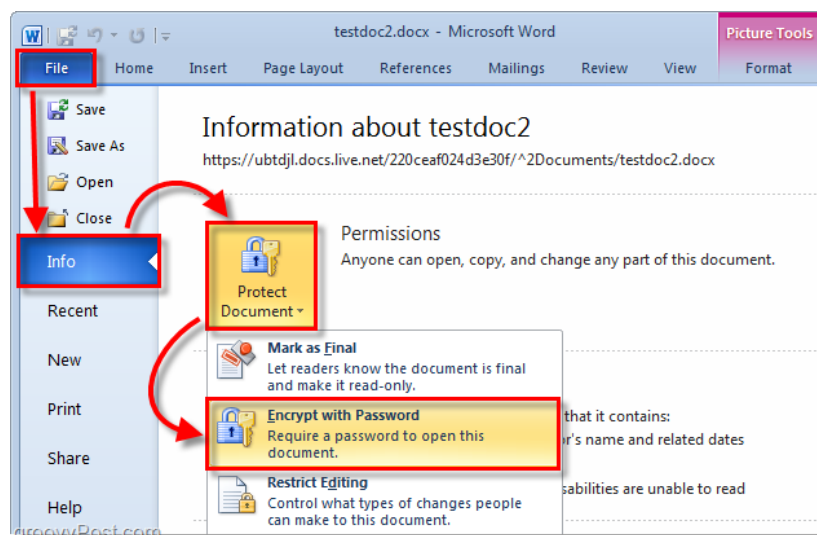 testdoc2.docx - Microsoft Word
Picture Tools
File Home Insert Page Layout References Mailings Review View Format
Save
Save As
Open
Close
Info
Recent
New
Print
Share
Help
Information about testdoc2
https://ubtdjl.docs.live.net/220ceaf024d3e30f/^2Documents/testdoc2.docx
Protect
Document
Permissions
Anyone can open, copy, and change any part of this document.
Mark as Final
Let readers know the document is final
and make it read-only.
Encrypt with Password
Require a password to open this
document.
Restrict Editing
Control what types of changes people
can make to this document.
that it contains:
r's name and related dates
sabilities are unable to read
groovyPost.com